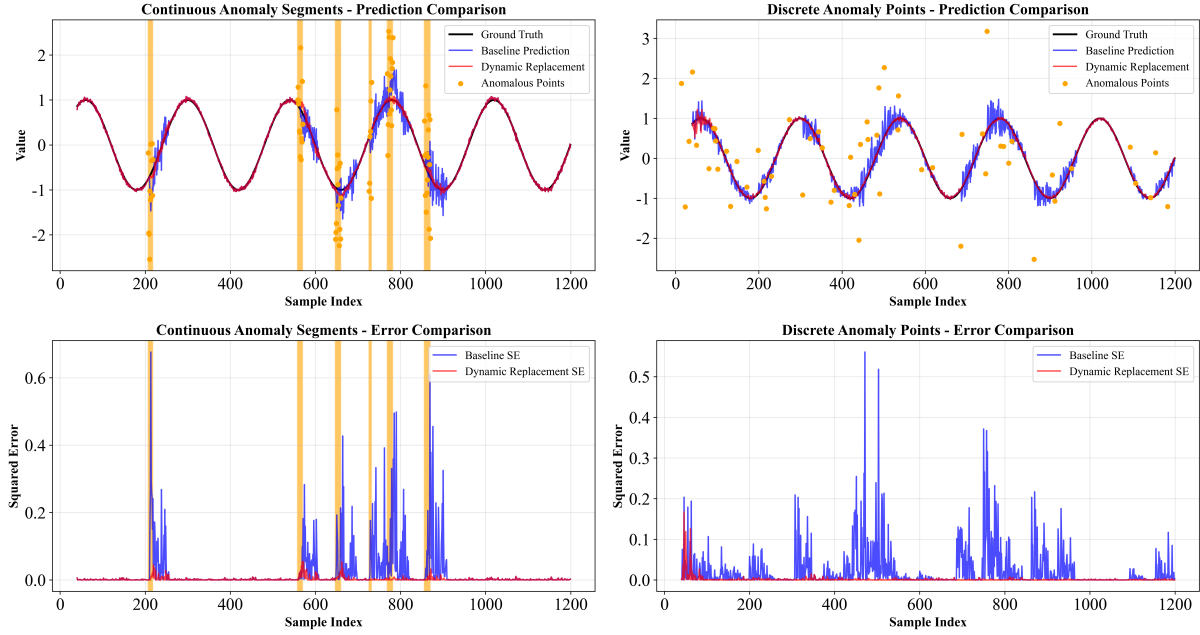 Continuous Anomaly Segments - Prediction Comparison
Value
2
1
0
-1
-2
Ground Truth
Baseline Prediction
Dynamic Replacement
Anomalous Points
0 200 400 600 800 1000 1200
Sample Index
Discrete Anomaly Points - Prediction Comparison
Value
3
2
1
0
-1
-2
Ground Truth
Baseline Prediction
Dynamic Replacement
Anomalous Points
0 200 400 600 800 1000 1200
Sample Index
Continuous Anomaly Segments - Error Comparison
Squared Error
0.6
0.4
0.2
0.0
Baseline SE
Dynamic Replacement SE
0 200 400 600 800 1000 1200
Sample Index
Discrete Anomaly Points - Error Comparison
Squared Error
0.5
0.4
0.3
0.2
0.1
0.0
Baseline SE
Dynamic Replacement SE
0 200 400 600 800 1000 1200
Sample Index